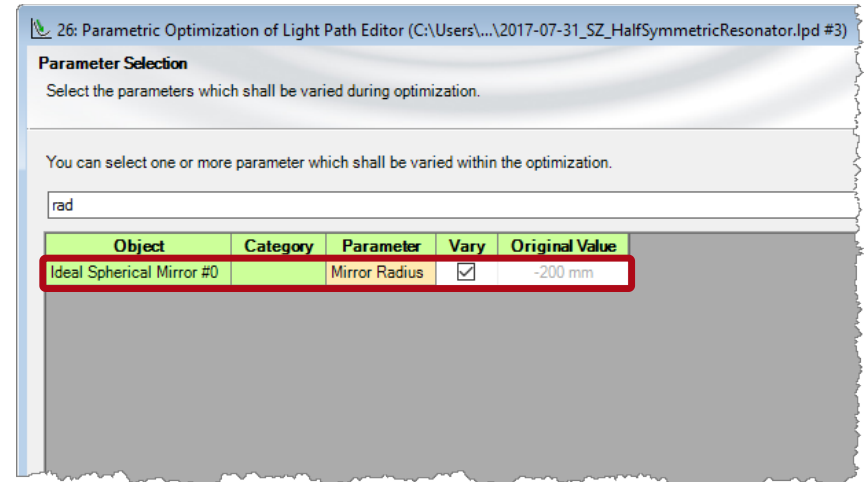 26: Parametric Optimization of Light Path Editor (C:\Users\...\2017-07-31_SZ_HalfSymmetricResonator.lpd #3)
Parameter Selection
Select the parameters which shall be varied during optimization.
You can select one or more parameter which shall be varied within the optimization.
rad
Object Category Parameter Vary Original Value
Ideal Spherical Mirror #0 Mirror Radius -200 mm